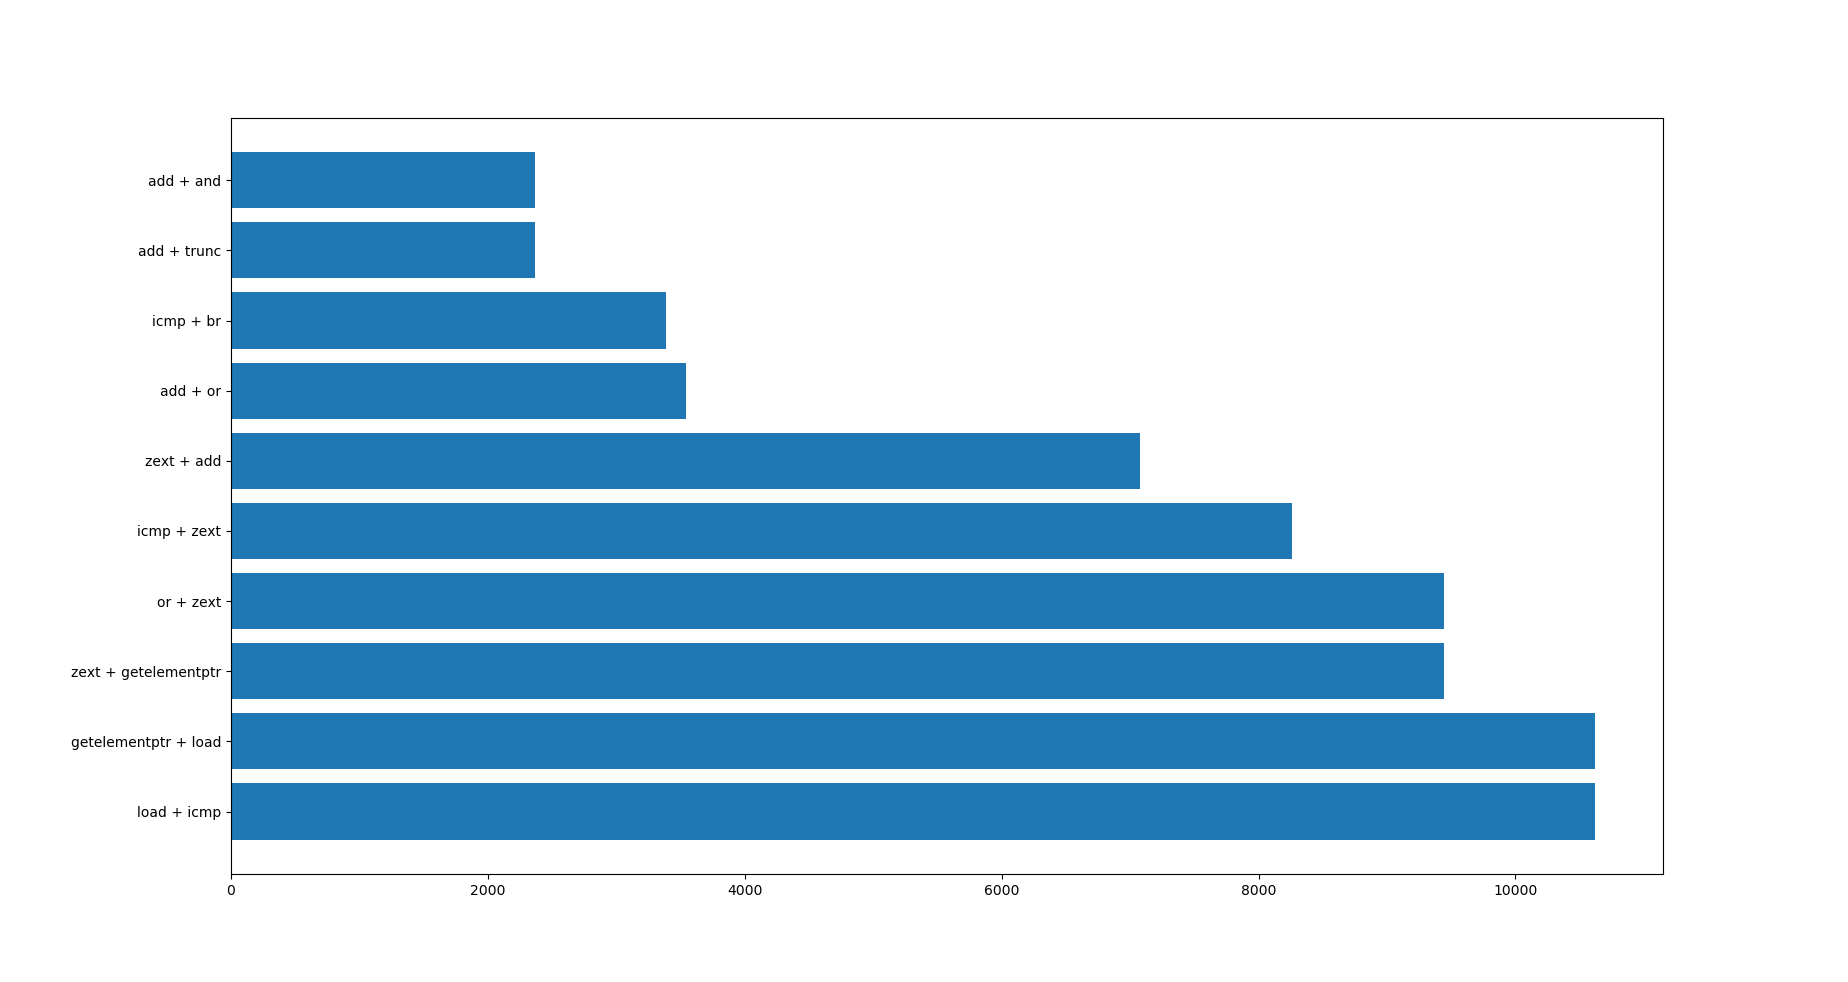 add + and
add + trunc
icmp + br
add + or
zext + add
icmp + zext
or + zext
zext + getelementptr
getelementptr + load
load + icmp
0 2000 4000 6000 8000 10000